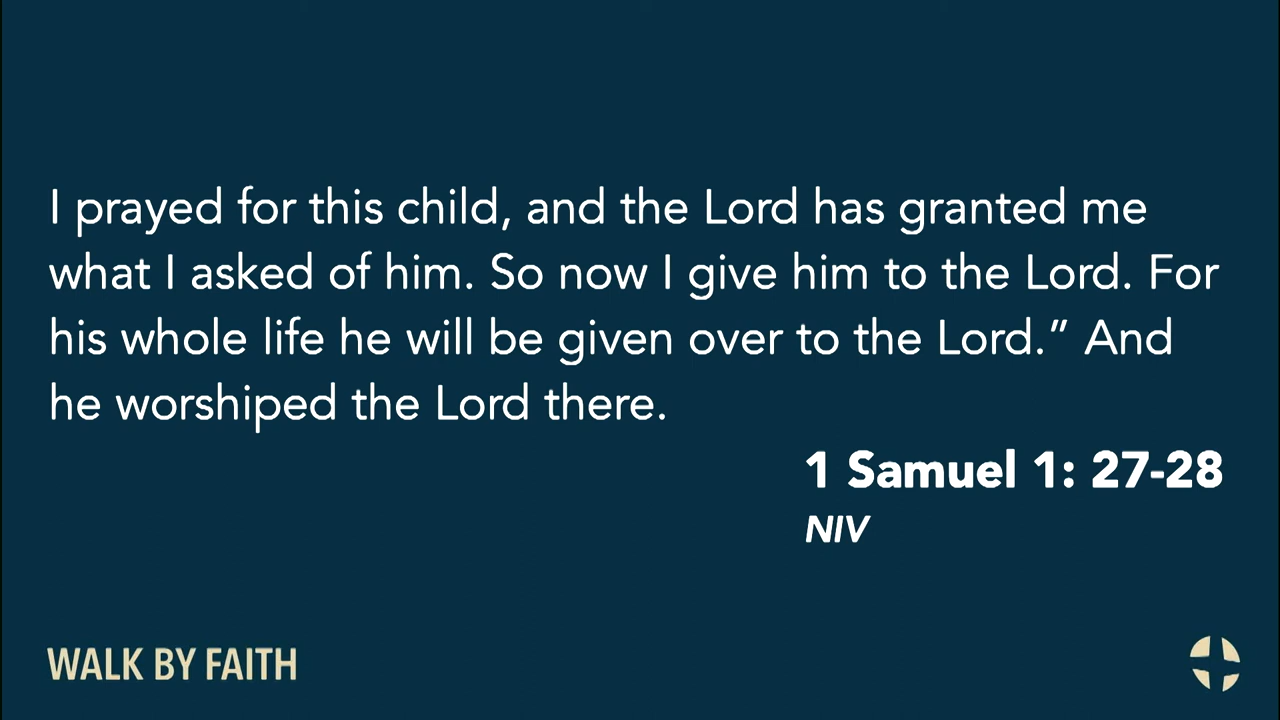 I prayed for this child, and the Lord has granted me
what I asked of him. So now I give him to the Lord. For
his whole life he will be given over to the Lord.” And
he worshiped the Lord there.
1 Samuel 1: 27-28
NIV
WALK BY FAITH